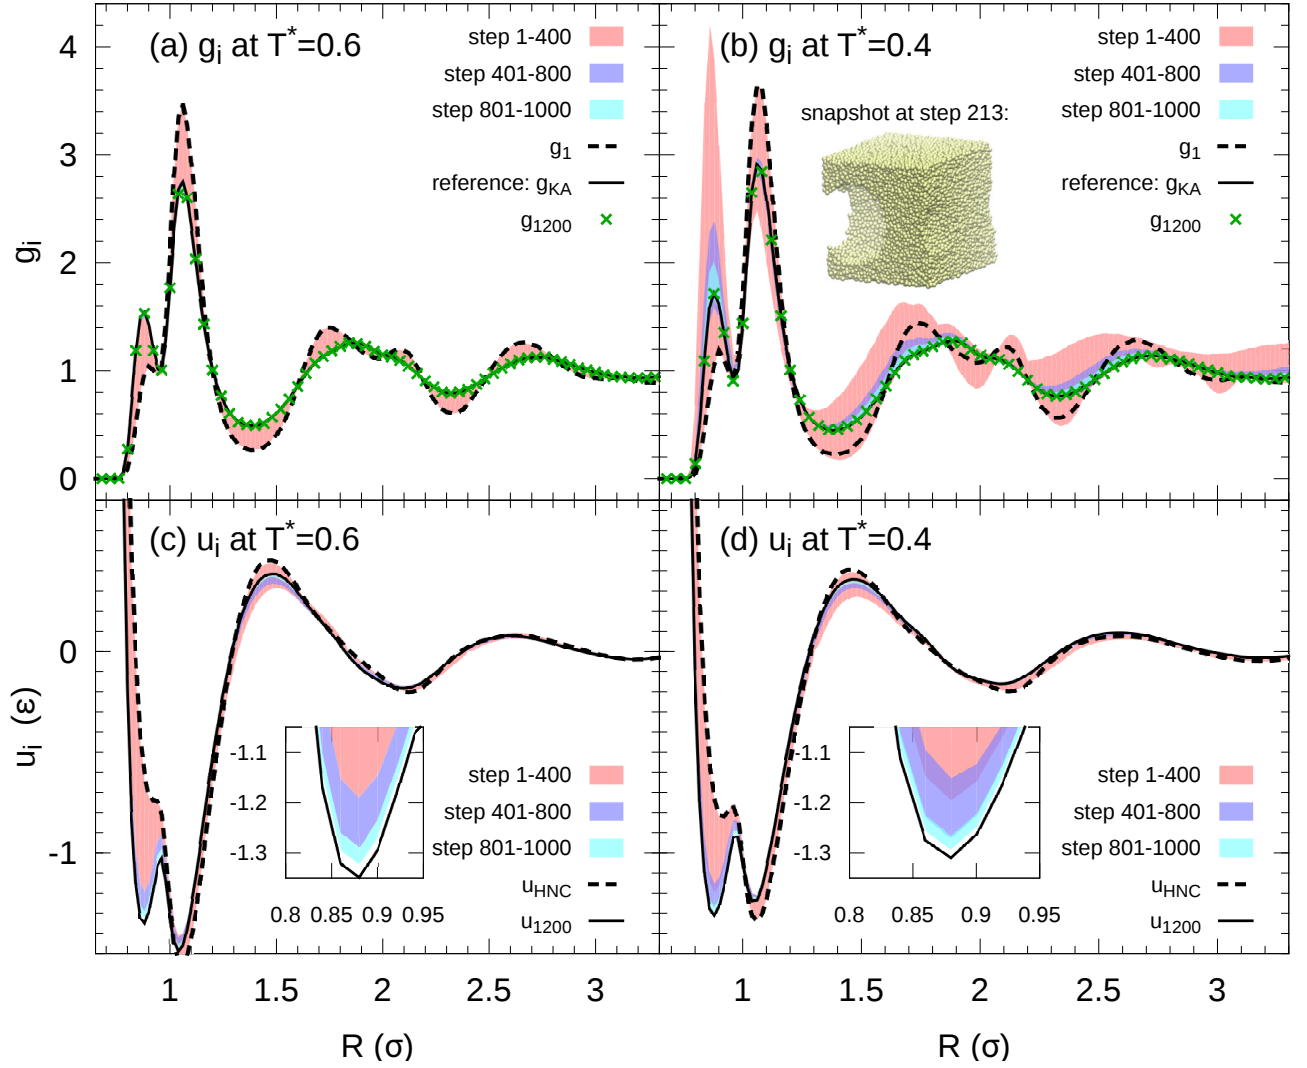 (a) gᵢ at T*=0.6
step 1-400
step 401-800
step 801-1000
g₁
reference: g_KA
g₁₂₀₀
(b) gᵢ at T*=0.4
step 1-400
step 401-800
step 801-1000
snapshot at step 213:
g₁
reference: g_KA
g₁₂₀₀
gᵢ
4
3
2
1
0
(c) uᵢ at T*=0.6
step 1-400
step 401-800
step 801-1000
u_HNC
u₁₂₀₀
-1.1
-1.2
-1.3
0.8 0.85 0.9 0.95
(d) uᵢ at T*=0.4
step 1-400
step 401-800
step 801-1000
u_HNC
u₁₂₀₀
-1.1
-1.2
-1.3
0.8 0.85 0.9 0.95
uᵢ (ε)
0
-1
1 1.5 2 2.5 3
1 1.5 2 2.5 3
R (σ)
R (σ)